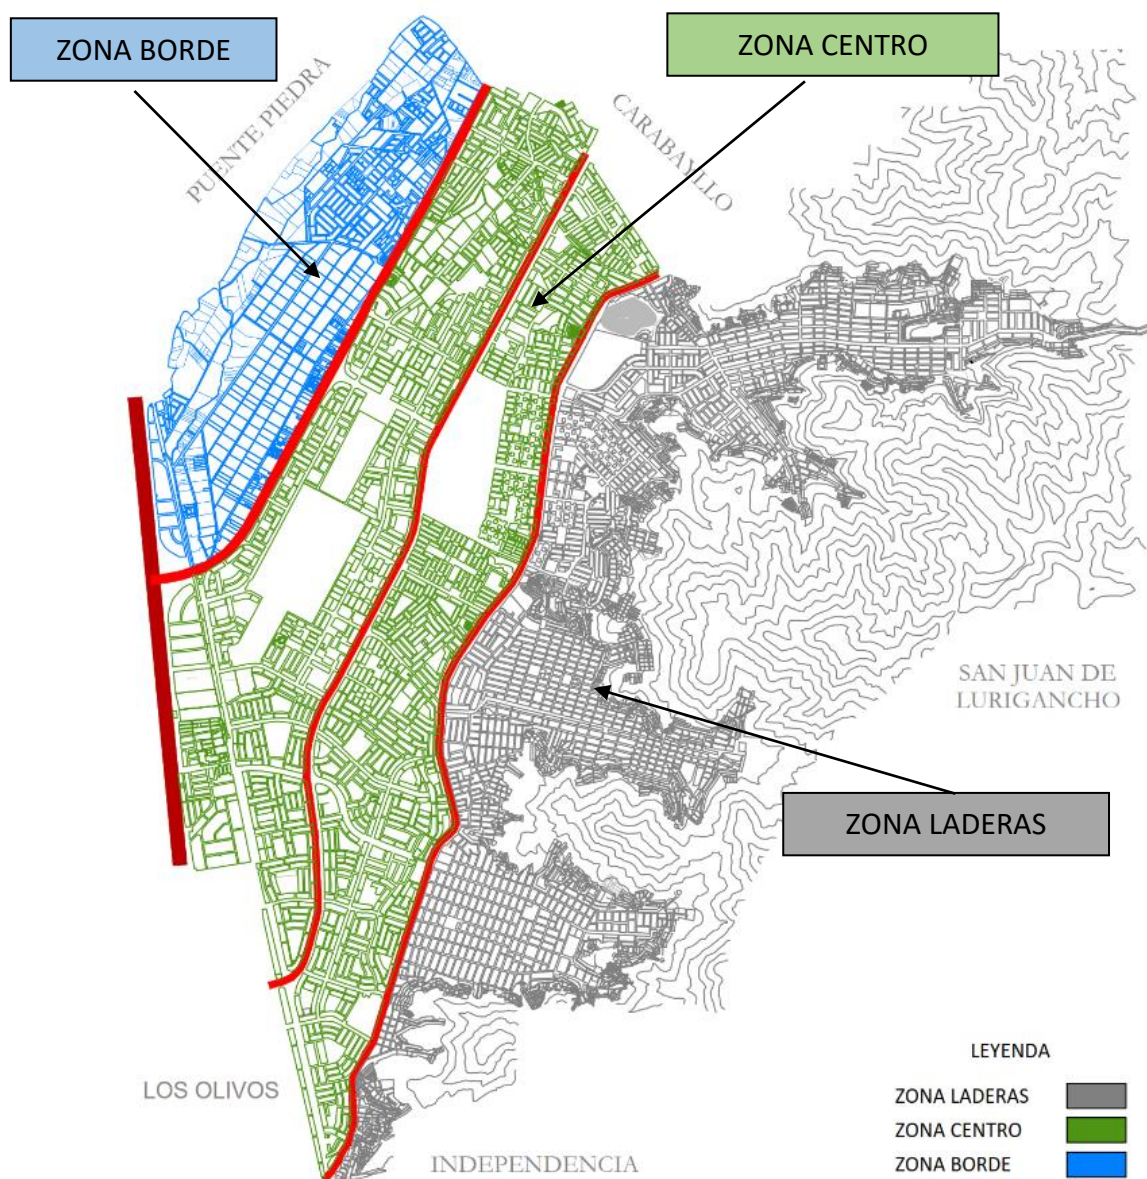 ZONA BORDE
ZONA CENTRO
PUENTE PIEDRA
CARABAYLLO
SAN JUAN DE
LURIGANCHO
ZONA LADERAS
LOS OLIVOS
INDEPENDENCIA
LEYENDA
ZONA LADERAS
ZONA CENTRO
ZONA BORDE